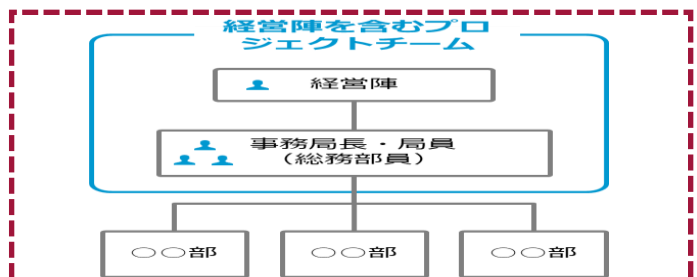 経営陣を含むプロ
ジェクトチーム
経営陣
事務局長・局員
（総務部員）
○○部
○○部
○○部